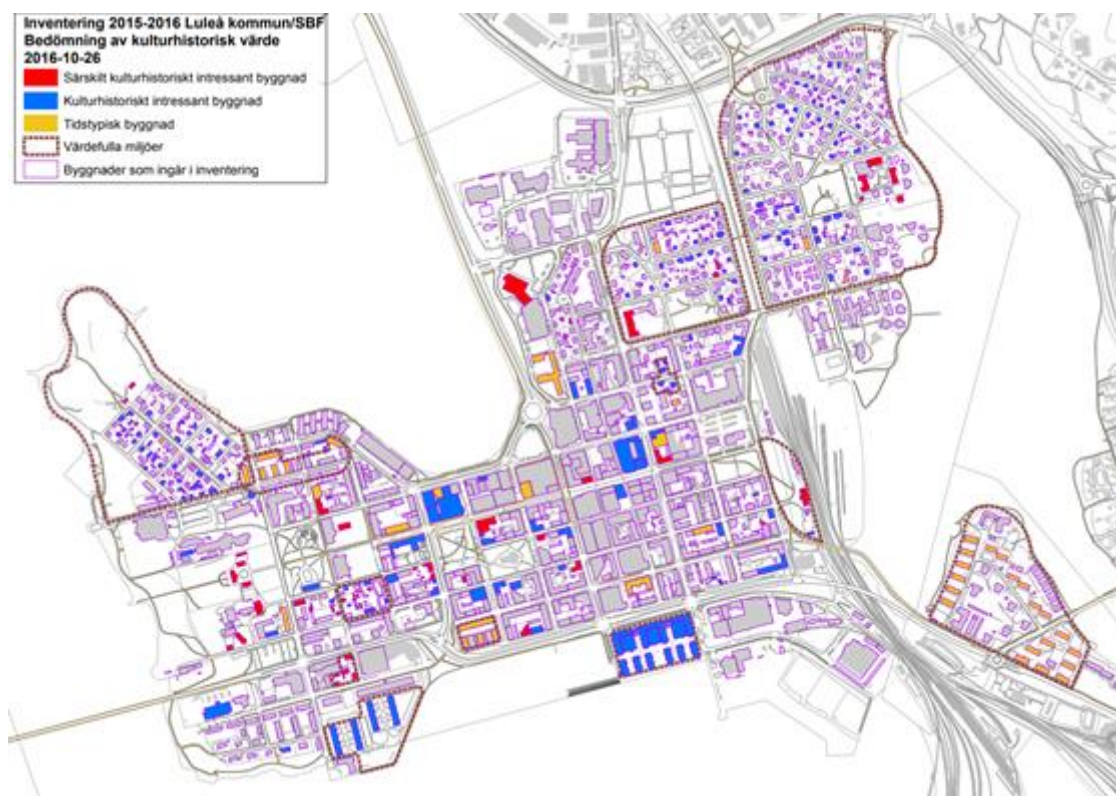 Inventering 2015-2016 Luleå kommun/SBF
Bedömning av kulturhistorisk värde
2016-10-26
Särskilt kulturhistoriskt intressant byggnad
Kulturhistoriskt intressant byggnad
Tidstypisk byggnad
Värdefulla miljöer
Byggnader som ingår i inventering